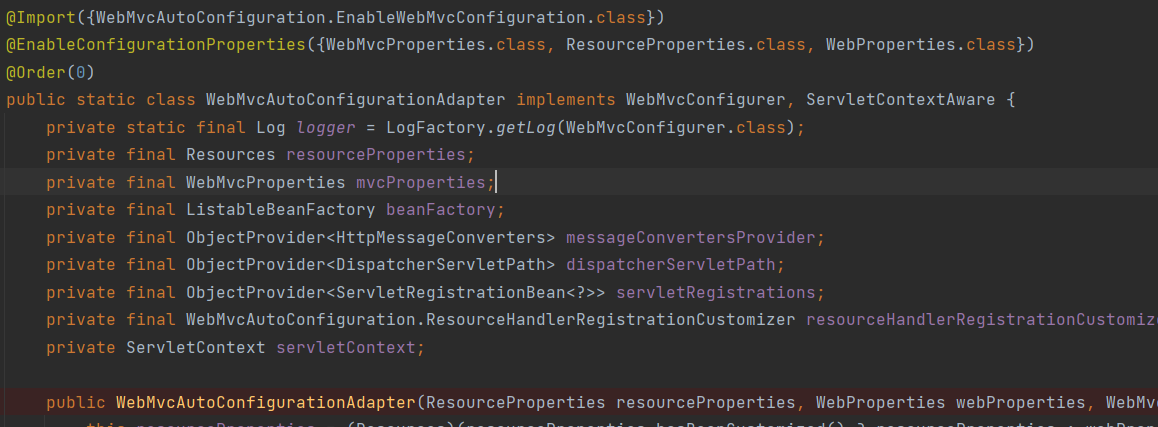 @Import({WebMvcAutoConfiguration.EnableWebMvcConfiguration.class})
@EnableConfigurationProperties({WebMvcProperties.class, ResourceProperties.class, WebProperties.class})
@Order(0)
public static class WebMvcAutoConfigurationAdapter implements WebMvcConfigurer, ServletContextAware {
private static final Log logger = LogFactory.getLog(WebMvcConfigurer.class);
private final Resources resourceProperties;
private final WebMvcProperties mvcProperties;
private final ListableBeanFactory beanFactory;
private final ObjectProvider<HttpMessageConverters> messageConvertersProvider;
private final ObjectProvider<DispatcherServletPath> dispatcherServletPath;
private final ObjectProvider<ServletRegistrationBean<?>> servletRegistrations;
private final WebMvcAutoConfiguration.ResourceHandlerRegistrationCustomizer resourceHandlerRegistrationCustomize
private ServletContext servletContext;
public WebMvcAutoConfigurationAdapter(ResourceProperties resourceProperties, WebProperties webProperties, WebMv